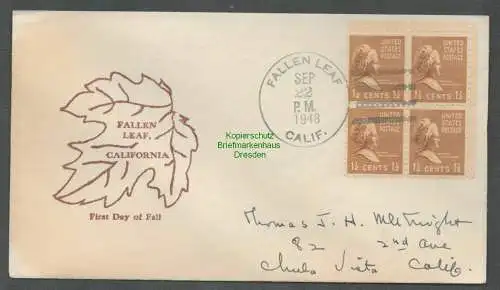 FALLEN LEAF
SEP
22
P.M.
1948
CALIF.
UNITED STATES POSTAGE
1½ CENTS 1½
UNITED STATES POSTAGE
1½ CENTS 1½
UNITED STATES POSTAGE
1½ CENTS 1½
UNITED STATES POSTAGE
1½ CENTS 1½
FALLEN
LEAF,
CALIFORNIA
First Day of Fall
Kopierschutz
Briefmarkenhaus
Dresden
Thomas J. H.
82 2nd Ave
Chula Vista Calif.